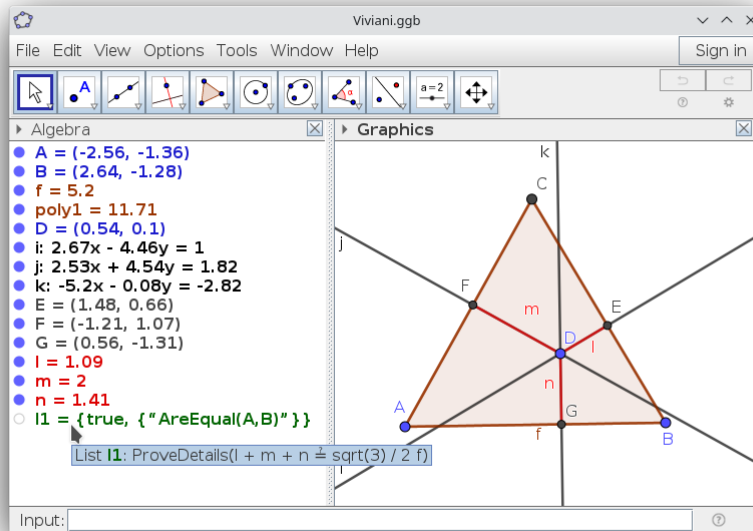 Viviani.ggb
File Edit View Options Tools Window Help
Sign in
A
α
a=2
Algebra
Graphics
A = (-2.56, -1.36)
B = (2.64, -1.28)
f = 5.2
poly1 = 11.71
D = (0.54, 0.1)
i: 2.67x - 4.46y = 1
j: 2.53x + 4.54y = 1.82
k: -5.2x - 0.08y = -2.82
E = (1.48, 0.66)
F = (-1.21, 1.07)
G = (0.56, -1.31)
l = 1.09
m = 2
n = 1.41
l1 = {true, {"AreEqual(A,B)"}}
List l1: ProveDetails(l + m + n ≟ sqrt(3) / 2 f)
k
C
j
F
m
E
D
l
n
A
G
B
f
i
Input: